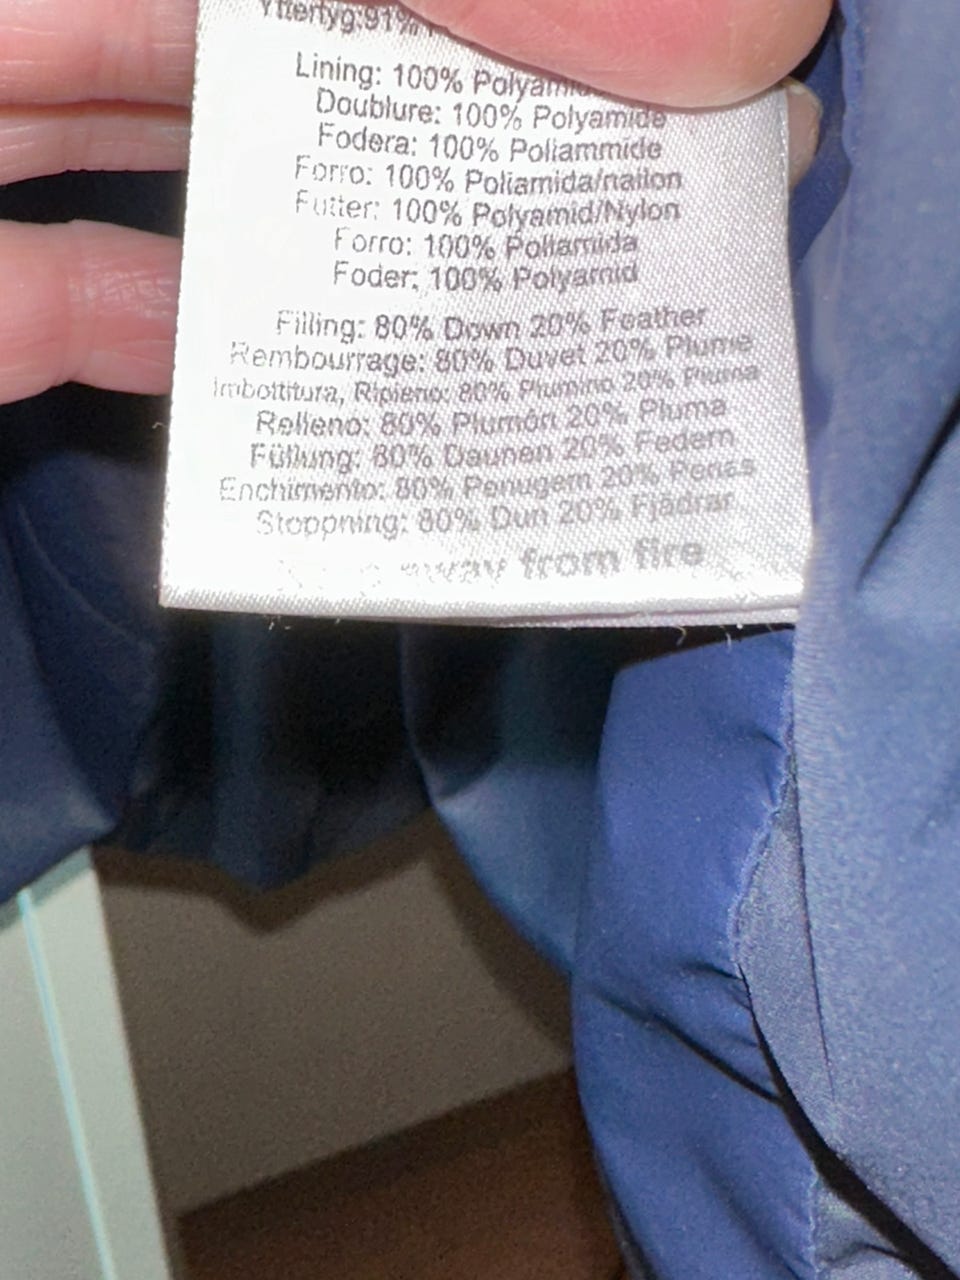 Yttertyg:91%
Lining: 100% Polyamide
Doublure: 100% Polyamide
Fodera: 100% Poliammide
Forro: 100% Poliamida/nailon
Futter: 100% Polyamid/Nylon
Forro: 100% Poliamida
Foder: 100% Polyamid
Filling: 80% Down 20% Feather
Rembourrage: 80% Duvet 20% Plume
Imbottitura, Ripieno: 80% Piumino 20% Piuma
Relleno: 80% Plumón 20% Pluma
Füllung: 80% Daunen 20% Federn
Enchimento: 80% Penugem 20% Penas
Stoppning: 80% Dun 20% Fjädrar
away from fire